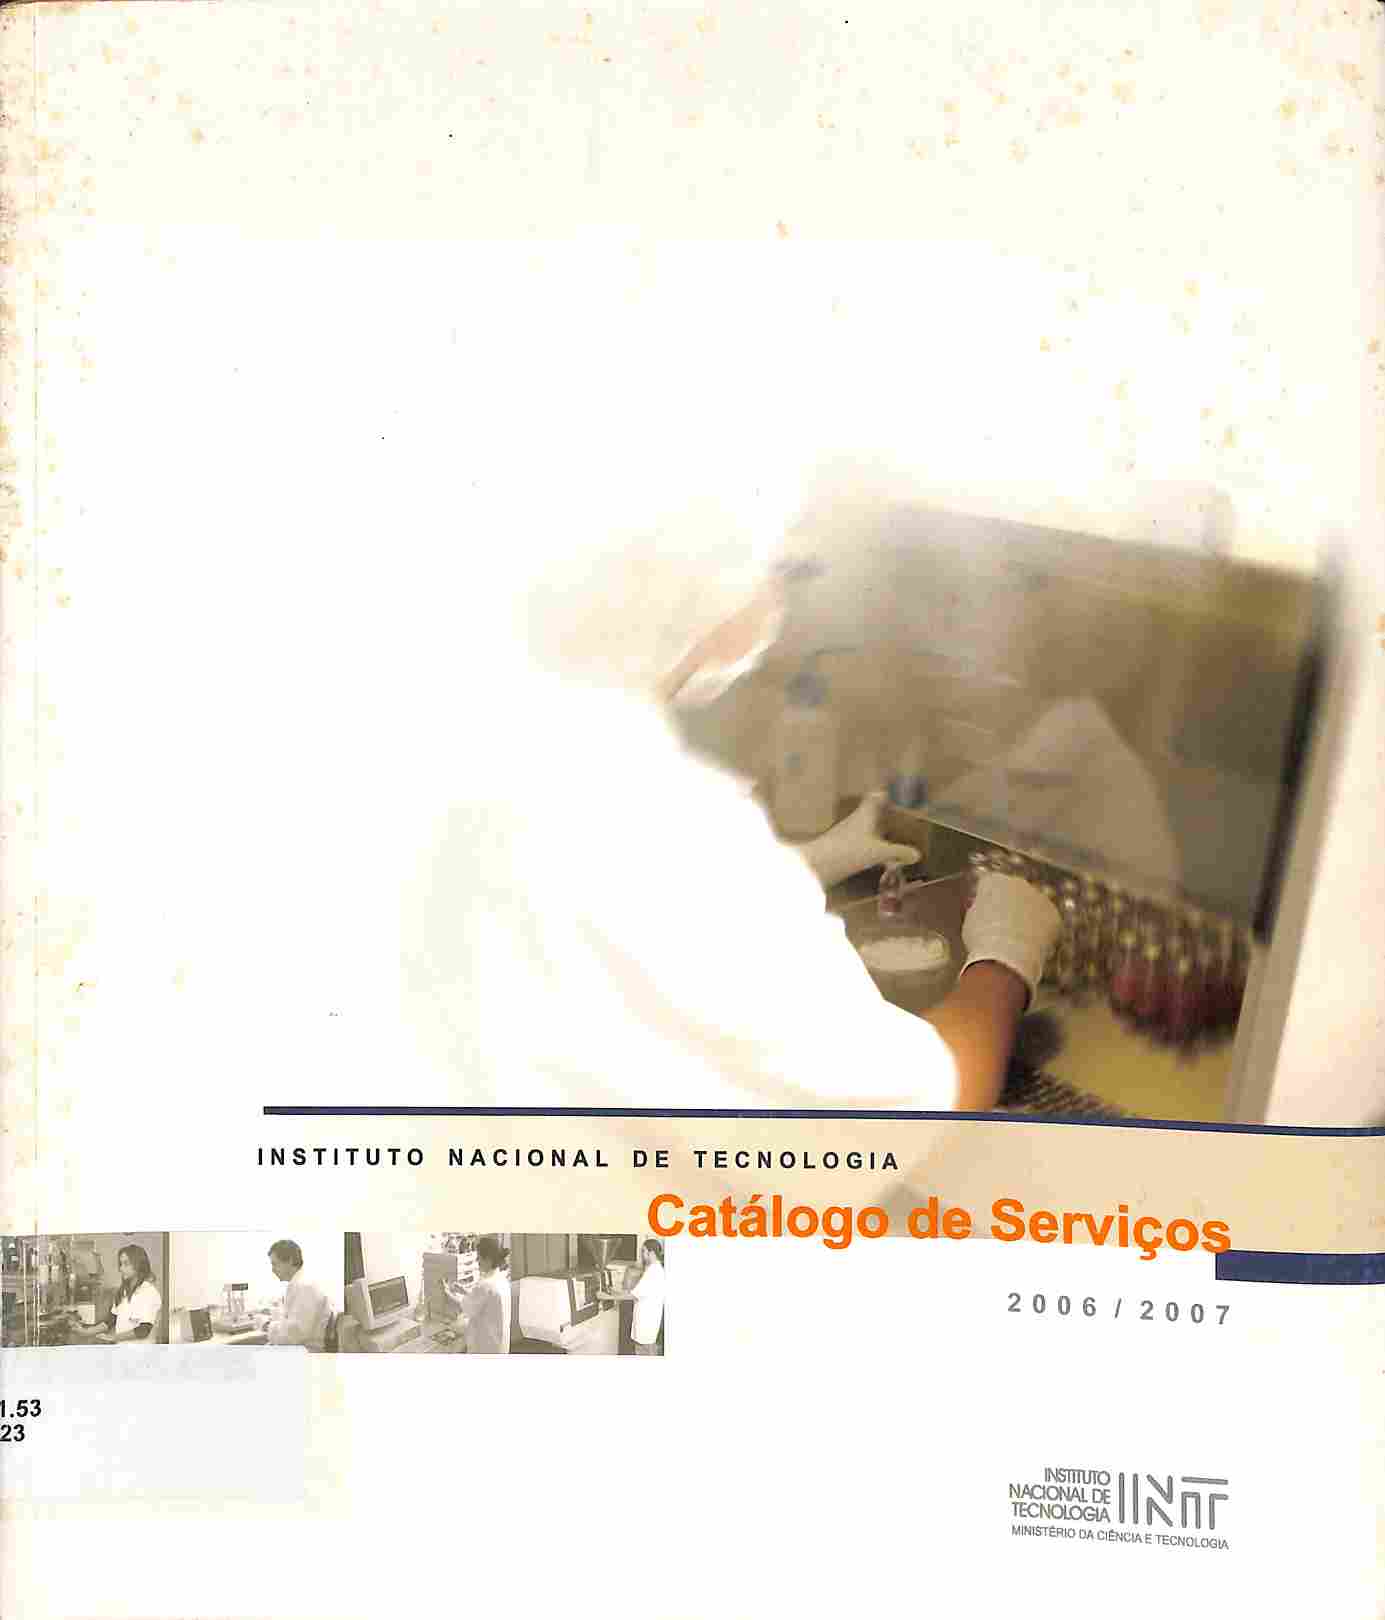 INSTITUTO NACIONAL DE TECNOLOGIA
Catálogo de Serviços
2006 / 2007
1.53
23
INSTITUTO
NACIONAL DE
TECNOLOGIA
INT
MINISTÉRIO DA CIÊNCIA E TECNOLOGIA